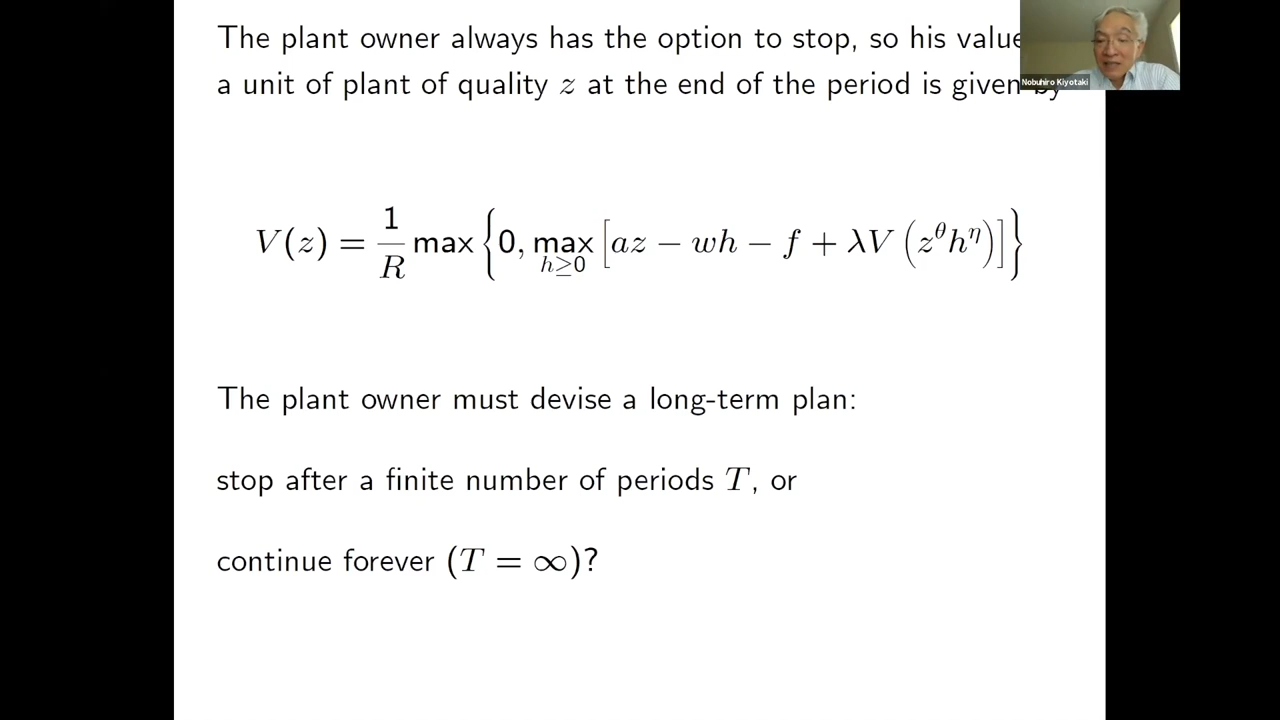 The plant owner always has the option to stop, so his value
Nobuhiro Kiyotaki
a unit of plant of quality z at the end of the period is given by
V(z) = \frac{1}{R} max { 0, max_{h≥0} [ az − wh − f + λV ( z^θ h^η ) ] }
The plant owner must devise a long-term plan:
stop after a finite number of periods T, or
continue forever (T = ∞)?